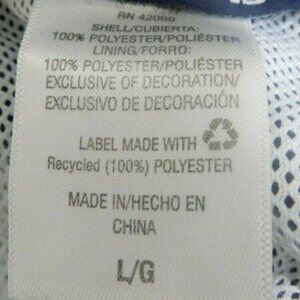 RN 42000
SHELL/CUBIERTA:
100% POLYESTER/POLIÉSTER
LINING/FORRO:
100% POLYESTER/POLIÉSTER
EXCLUSIVE OF DECORATION/
EXCLUSIVO DE DECORACIÓN
LABEL MADE WITH
Recycled (100%) POLYESTER
MADE IN/HECHO EN
CHINA
L/G